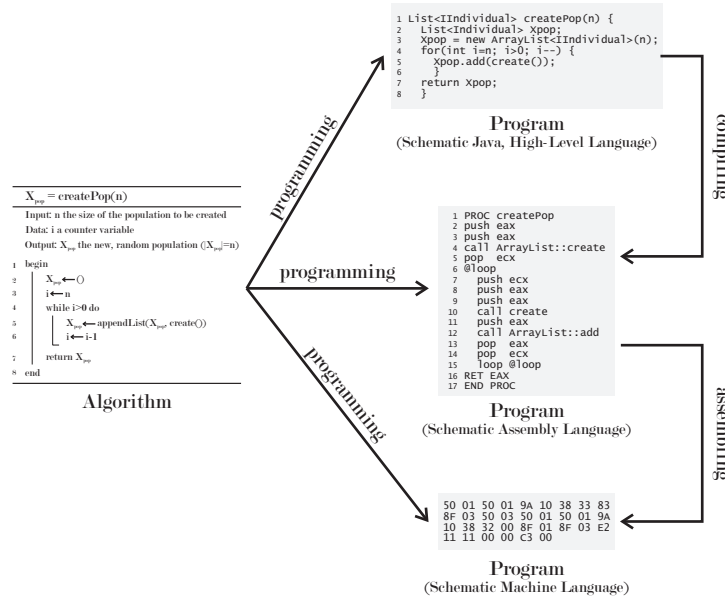 X_pop = createPop(n)
Input: n the size of the population to be created
Data: i a counter variable
Output: X_pop the new, random population (|X_pop|=n)
1 begin
2 X_pop ← ()
3 i ← n
4 while i>0 do
5 X_pop ← appendList(X_pop, create())
6 i ← i-1
7 return X_pop
8 end
Algorithm
programming
programming
programming
1 List<IIndividual> createPop(n) {
2 List<IIndividual> Xpop;
3 Xpop = new ArrayList<IIndividual>(n);
4 for(int i=n; i>0; i--) {
5 Xpop.add(create());
6 }
7 return Xpop;
8 }
Program
(Schematic Java, High-Level Language)
compiling
1 PROC createPop
2 push eax
3 push eax
4 call ArrayList::create
5 pop ecx
6 @loop
7 push ecx
8 push eax
9 push eax
10 call create
11 push eax
12 call ArrayList::add
13 pop eax
14 pop ecx
15 loop @loop
16 RET EAX
17 END PROC
Program
(Schematic Assembly Language)
assembling
50 01 50 01 9A 10 38 33 83
8F 03 50 03 50 01 50 01 9A
10 38 32 00 8F 01 8F 03 E2
11 11 00 00 C3 00
Program
(Schematic Machine Language)